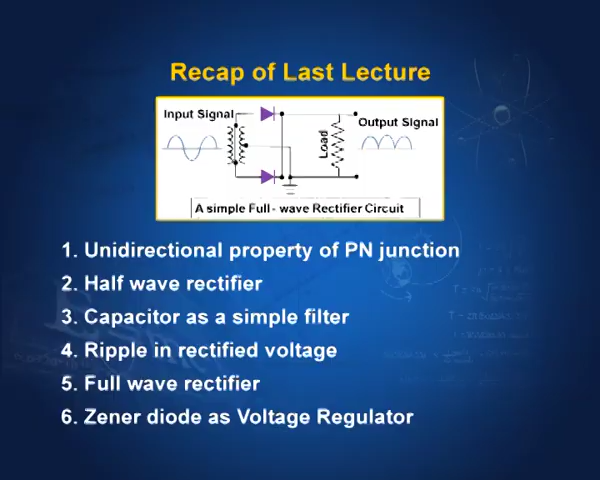 Recap of Last Lecture
Input Signal
Output Signal
Load
A simple Full - wave Rectifier Circuit
1. Unidirectional property of PN junction
2. Half wave rectifier
3. Capacitor as a simple filter
4. Ripple in rectified voltage
5. Full wave rectifier
6. Zener diode as Voltage Regulator